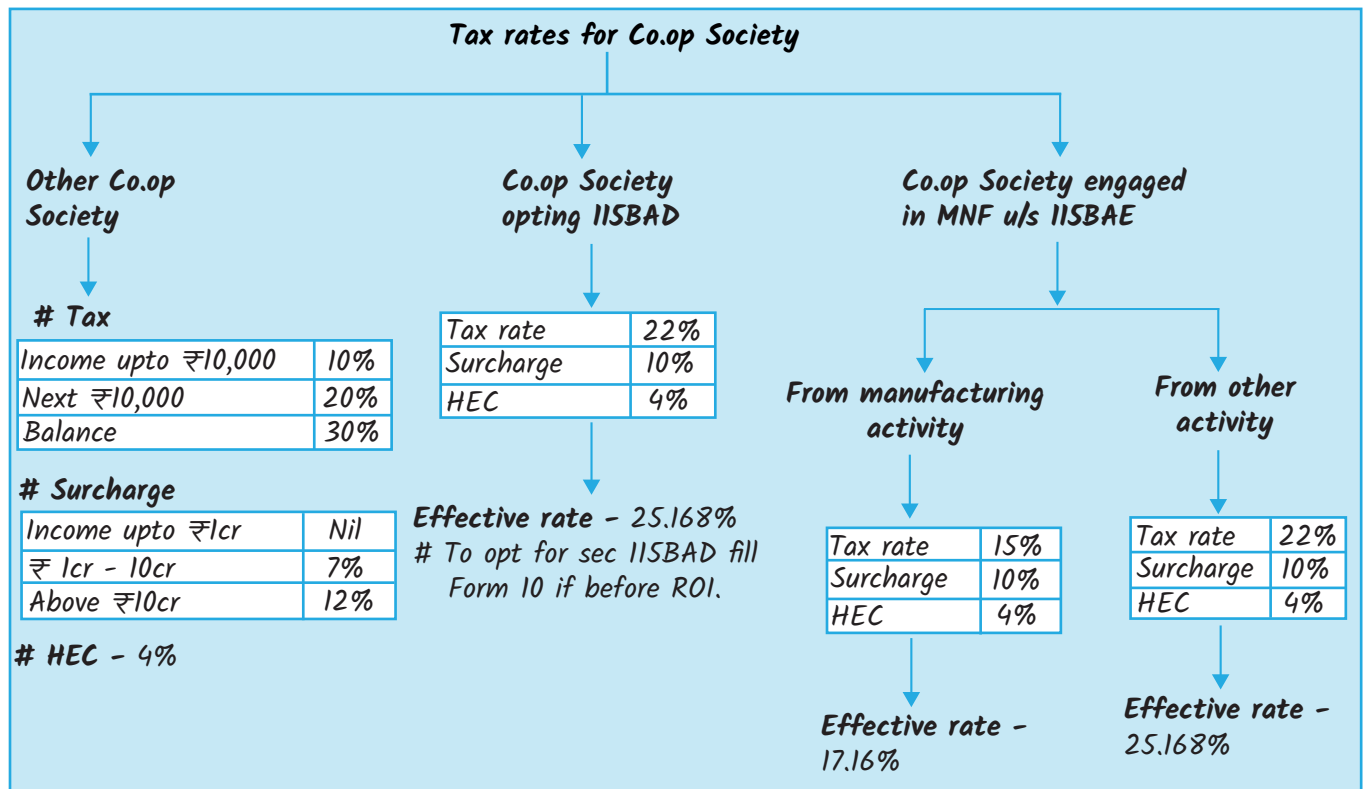 Tax rates for Co.op Society
Other Co.op
Society
# Tax
Income upto ₹10,000 10%
Next ₹10,000 20%
Balance 30%
# Surcharge
Income upto ₹1cr Nil
₹ 1cr - 10cr 7%
Above ₹10cr 12%
# HEC - 4%
Co.op Society
opting 115BAD
Tax rate 22%
Surcharge 10%
HEC 4%
Effective rate - 25.168%
# To opt for sec 115BAD fill
Form 10 if before ROI.
Co.op Society engaged
in MNF u/s 115BAE
From manufacturing
activity
Tax rate 15%
Surcharge 10%
HEC 4%
Effective rate -
17.16%
From other
activity
Tax rate 22%
Surcharge 10%
HEC 4%
Effective rate -
25.168%